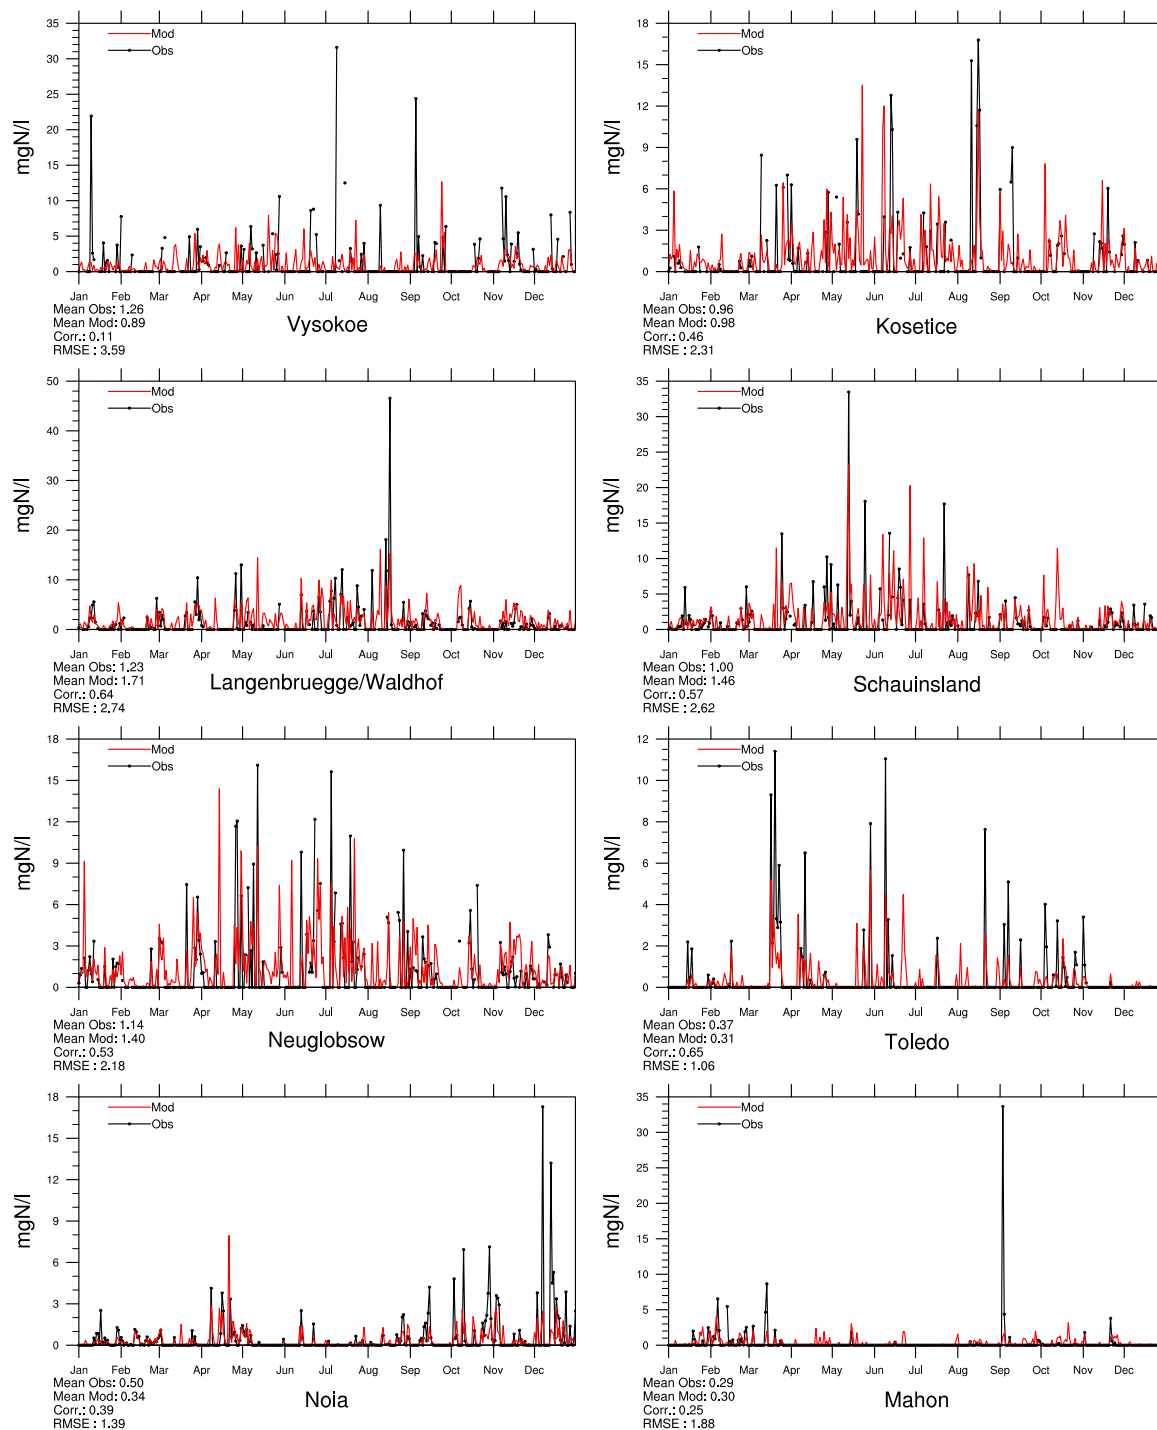 35
30
25
20
15
10
5
0
mgN/l
Mod
Obs
Jan Feb Mar Apr May Jun Jul Aug Sep Oct Nov Dec
Mean Obs: 1.26
Mean Mod: 0.89
Corr.: 0.11
RMSE : 3.59
Vysokoe
18
15
12
9
6
3
0
mgN/l
Mod
Obs
Jan Feb Mar Apr May Jun Jul Aug Sep Oct Nov Dec
Mean Obs: 0.96
Mean Mod: 0.98
Corr.: 0.46
RMSE : 2.31
Kosetice
50
40
30
20
10
0
mgN/l
Mod
Obs
Jan Feb Mar Apr May Jun Jul Aug Sep Oct Nov Dec
Mean Obs: 1.23
Mean Mod: 1.71
Corr.: 0.64
RMSE : 2.74
Langenbruegge/Waldhof
35
30
25
20
15
10
5
0
mgN/l
Mod
Obs
Jan Feb Mar Apr May Jun Jul Aug Sep Oct Nov Dec
Mean Obs: 1.00
Mean Mod: 1.46
Corr.: 0.57
RMSE : 2.62
Schauinsland
18
15
12
9
6
3
0
mgN/l
Mod
Obs
Jan Feb Mar Apr May Jun Jul Aug Sep Oct Nov Dec
Mean Obs: 1.14
Mean Mod: 1.40
Corr.: 0.53
RMSE : 2.18
Neuglobsow
12
10
8
6
4
2
0
mgN/l
Mod
Obs
Jan Feb Mar Apr May Jun Jul Aug Sep Oct Nov Dec
Mean Obs: 0.37
Mean Mod: 0.31
Corr.: 0.65
RMSE : 1.06
Toledo
18
15
12
9
6
3
0
mgN/l
Mod
Obs
Jan Feb Mar Apr May Jun Jul Aug Sep Oct Nov Dec
Mean Obs: 0.50
Mean Mod: 0.34
Corr.: 0.39
RMSE : 1.39
Noia
35
30
25
20
15
10
5
0
mgN/l
Mod
Obs
Jan Feb Mar Apr May Jun Jul Aug Sep Oct Nov Dec
Mean Obs: 0.29
Mean Mod: 0.30
Corr.: 0.25
RMSE : 1.88
Mahon